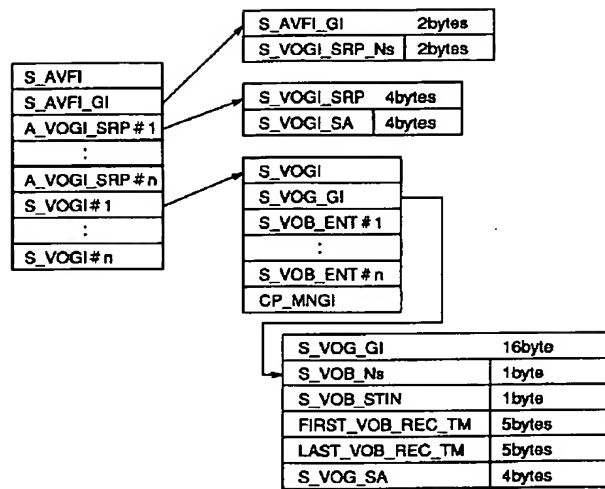 S_AVFI
S_AVFI_GI
A_VOGI_SRP#1
:
A_VOGI_SRP#n
S_VOGI#1
:
S_VOGI#n
S_AVFI_GI 2bytes
S_VOGI_SRP_Ns 2bytes
S_VOGI_SRP 4bytes
S_VOGI_SA 4bytes
S_VOGI
S_VOG_GI
S_VOB_ENT#1
:
S_VOB_ENT#n
CP_MNGI
S_VOG_GI 16byte
S_VOB_Ns 1byte
S_VOB_STIN 1byte
FIRST_VOB_REC_TM 5bytes
LAST_VOB_REC_TM 5bytes
S_VOG_SA 4bytes